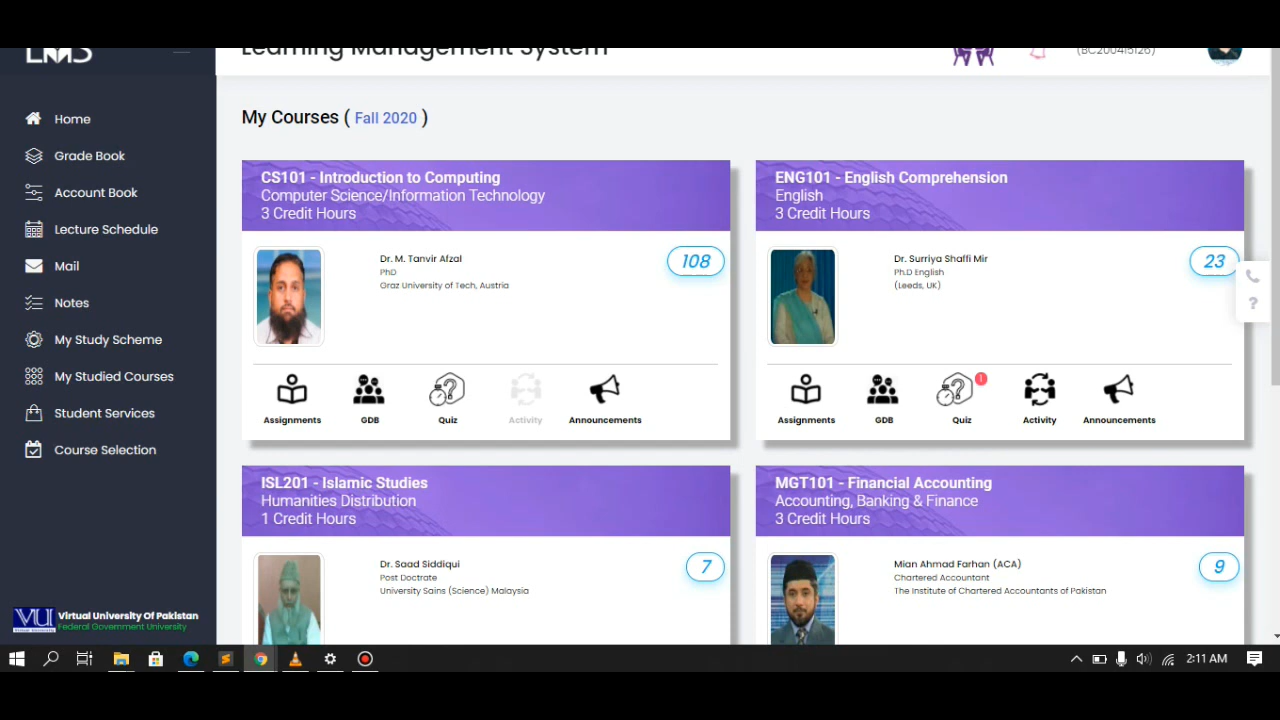 LMS
Learning Management System
(BC200415126)
Home
Grade Book
Account Book
Lecture Schedule
Mail
Notes
My Study Scheme
My Studied Courses
Student Services
Course Selection
VU
Virtual University Of Pakistan
Federal Government University
My Courses ( Fall 2020 )
CS101 - Introduction to Computing
Computer Science/Information Technology
3 Credit Hours
Dr. M. Tanvir Afzal
PhD
Graz University of Tech, Austria
108
Assignments
GDB
Quiz
Activity
Announcements
ENG101 - English Comprehension
English
3 Credit Hours
Dr. Surriya Shaffi Mir
Ph.D English
(Leeds, UK)
23
?
Assignments
GDB
Quiz
1
Activity
Announcements
ISL201 - Islamic Studies
Humanities Distribution
1 Credit Hours
Dr. Saad Siddiqui
Post Doctrate
University Sains (Science) Malaysia
7
MGT101 - Financial Accounting
Accounting, Banking & Finance
3 Credit Hours
Mian Ahmad Farhan (ACA)
Chartered Accountant
The Institute of Chartered Accountants of Pakistan
9
2:11 AM